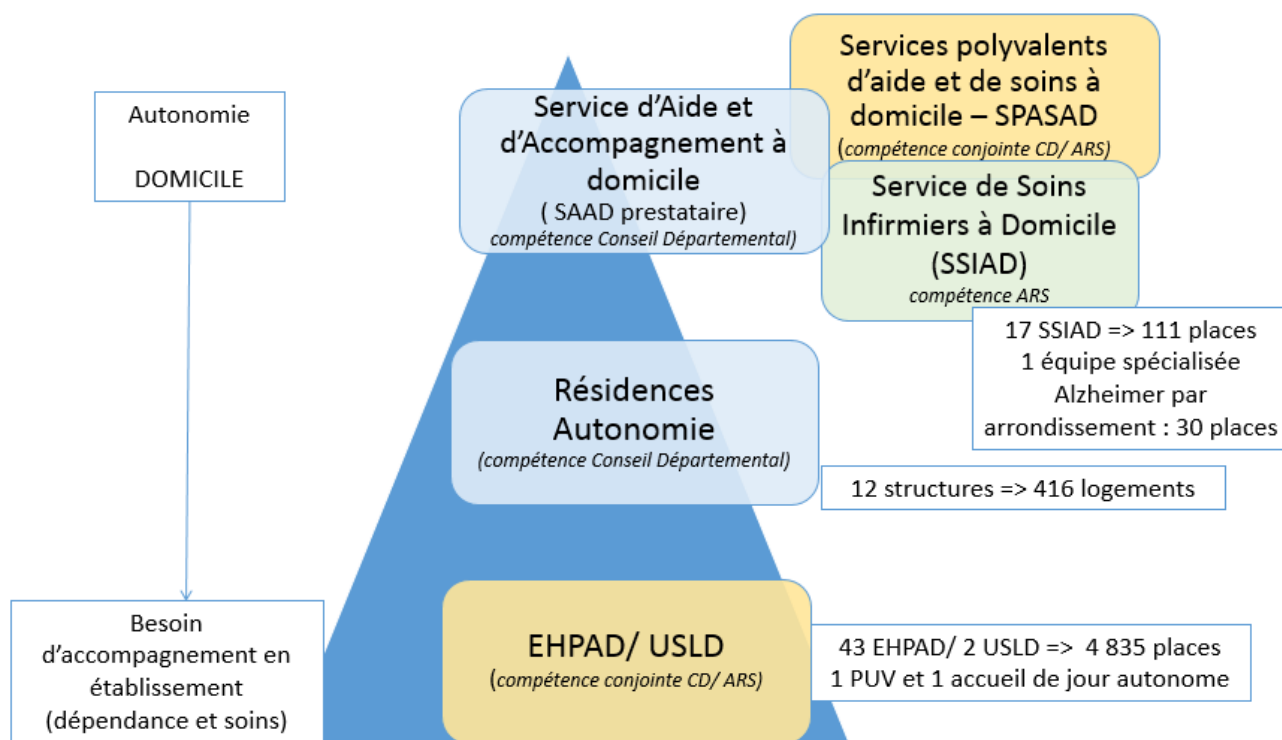 Autonomie
DOMICILE
Service d'Aide et
d'Accompagnement à
domicile
( SAAD prestataire)
compétence Conseil Départemental)
Services polyvalents
d'aide et de soins à
domicile – SPASAD
(compétence conjointe CD/ ARS)
Service de Soins
Infirmiers à Domicile
(SSIAD)
compétence ARS
17 SSIAD => 111 places
1 équipe spécialisée
Alzheimer par
arrondissement : 30 places
Résidences
Autonomie
(compétence Conseil Départemental)
12 structures => 416 logements
Besoin
d'accompagnement en
établissement
(dépendance et soins)
EHPAD/ USLD
(compétence conjointe CD/ ARS)
43 EHPAD/ 2 USLD => 4 835 places
1 PUV et 1 accueil de jour autonome